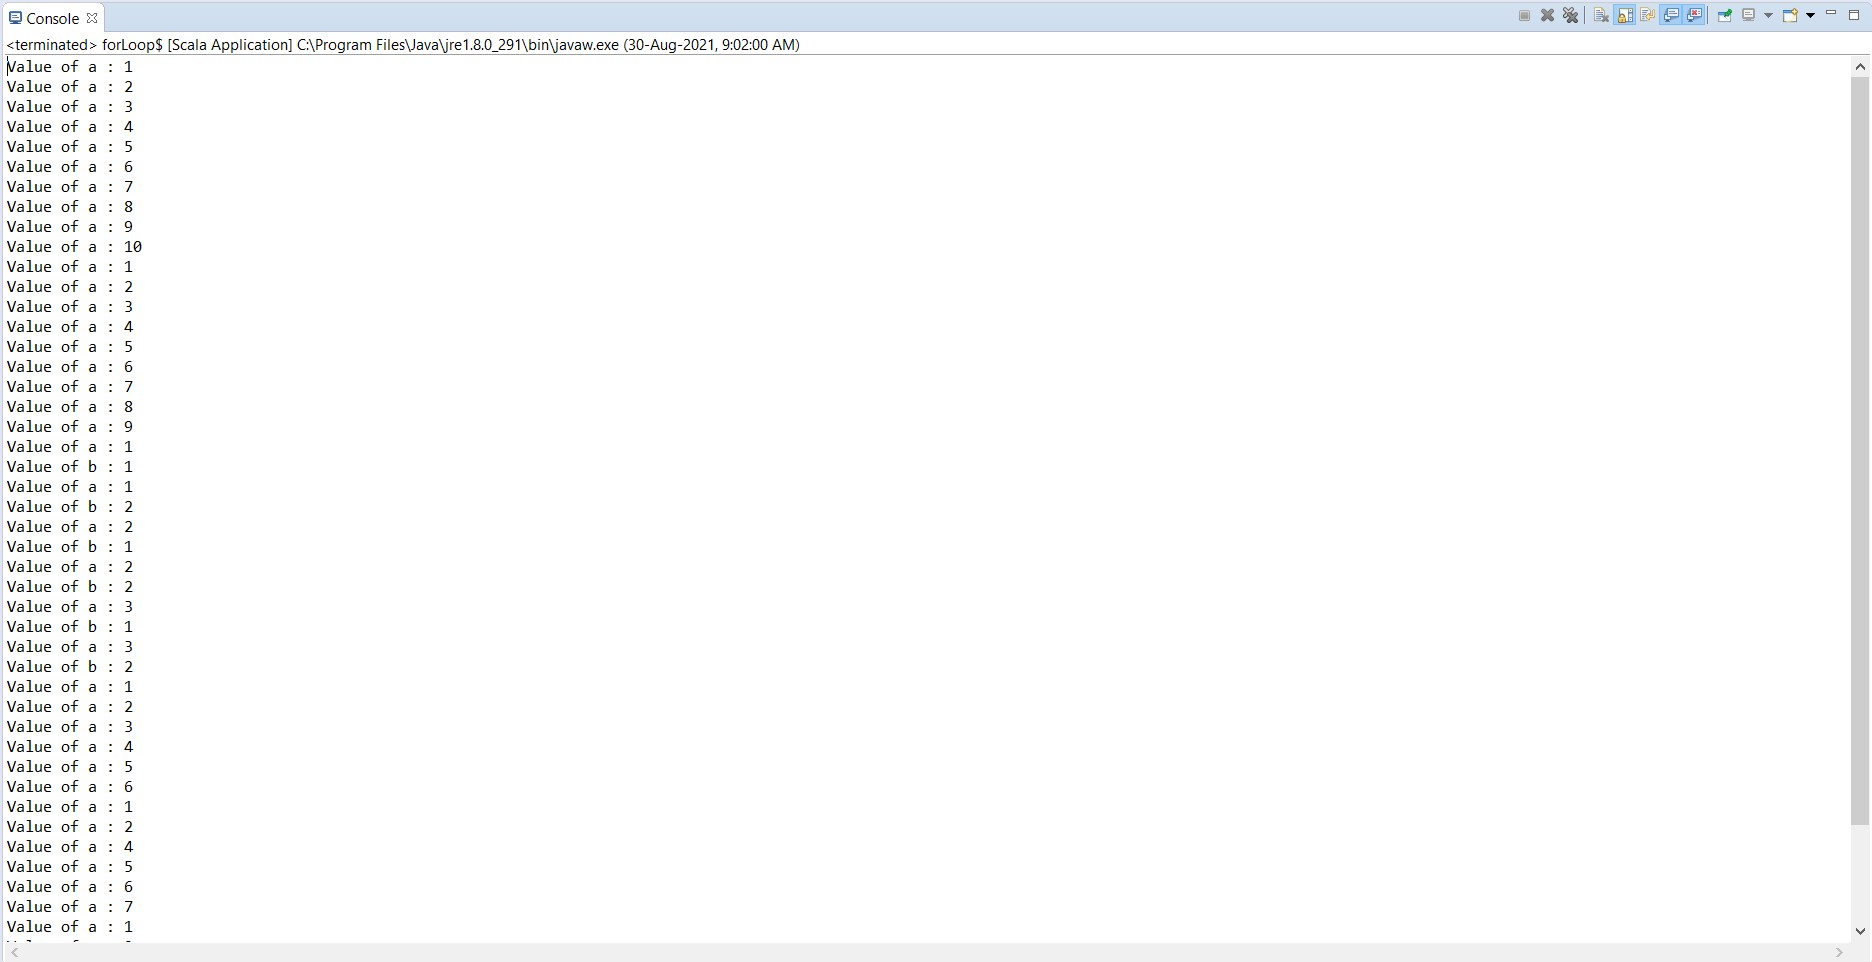 Console
<terminated> forLoop$ [Scala Application] C:\Program Files\Java\jre1.8.0_291\bin\javaw.exe (30-Aug-2021, 9:02:00 AM)
Value of a : 1
Value of a : 2
Value of a : 3
Value of a : 4
Value of a : 5
Value of a : 6
Value of a : 7
Value of a : 8
Value of a : 9
Value of a : 10
Value of a : 1
Value of a : 2
Value of a : 3
Value of a : 4
Value of a : 5
Value of a : 6
Value of a : 7
Value of a : 8
Value of a : 9
Value of a : 1
Value of b : 1
Value of a : 1
Value of b : 2
Value of a : 2
Value of b : 1
Value of a : 2
Value of b : 2
Value of a : 3
Value of b : 1
Value of a : 3
Value of b : 2
Value of a : 1
Value of a : 2
Value of a : 3
Value of a : 4
Value of a : 5
Value of a : 6
Value of a : 1
Value of a : 2
Value of a : 4
Value of a : 5
Value of a : 6
Value of a : 7
Value of a : 1